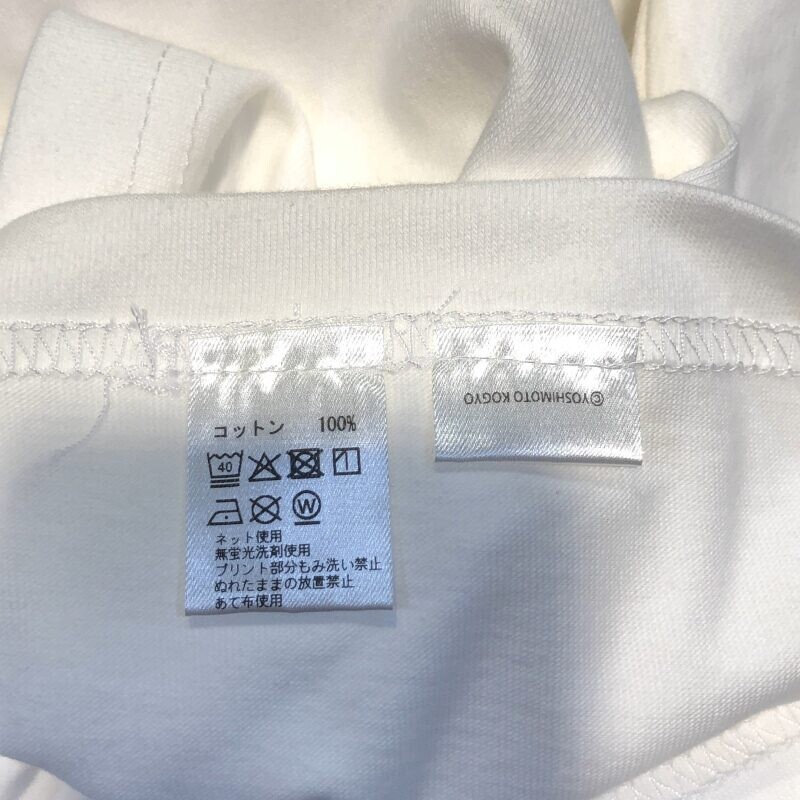 コットン 100%
40
W
ネット使用
無蛍光洗剤使用
プリント部分もみ洗い禁止
ぬれたままの放置禁止
あて布使用
©YOSHIMOTO KOGYO